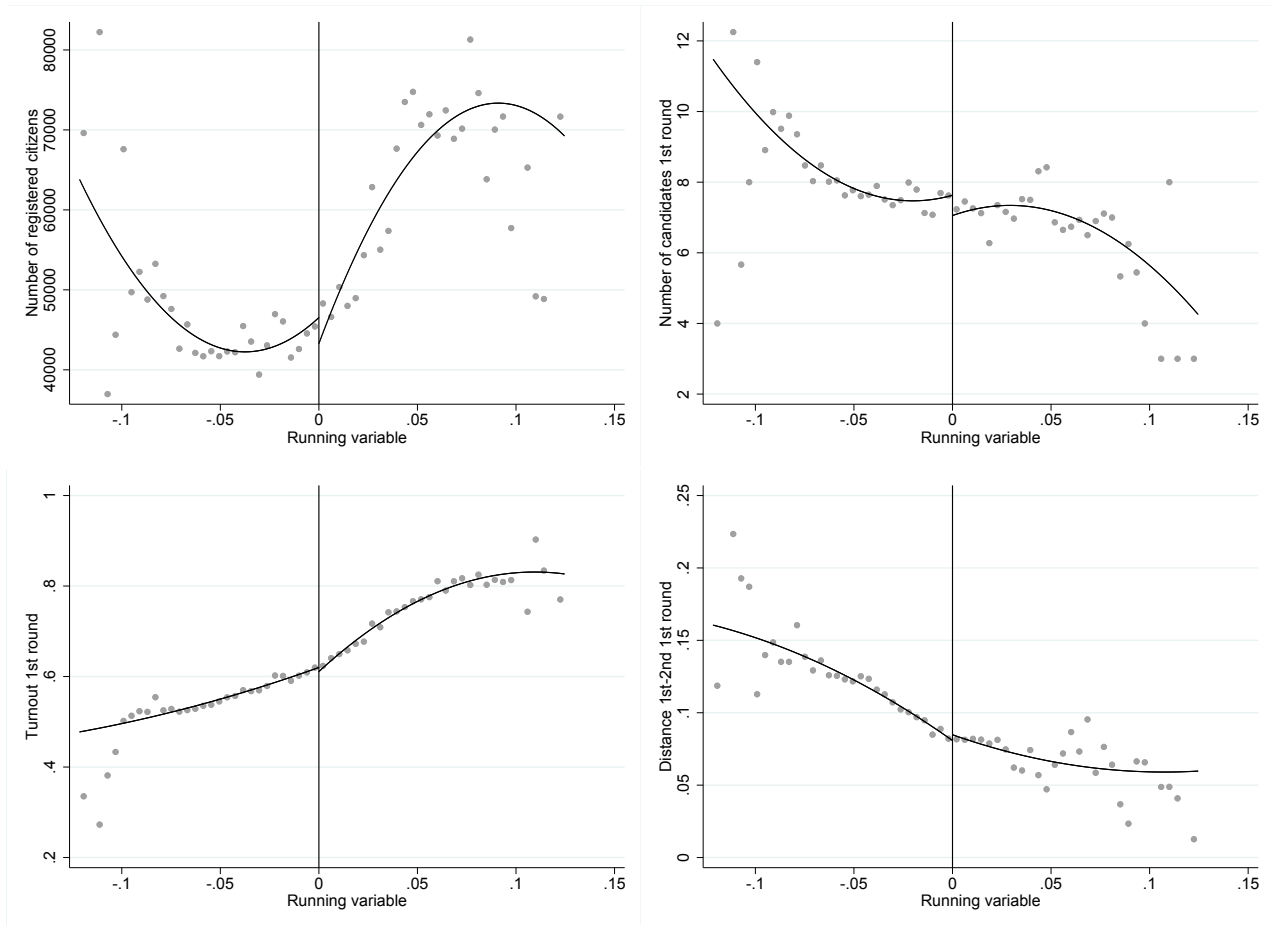 Number of registered citizens
80000
70000
60000
50000
40000
-.1 -.05 0 .05 .1 .15
Running variable
Number of candidates 1st round
12
10
8
6
4
2
-.1 -.05 0 .05 .1 .15
Running variable
Turnout 1st round
1
.8
.6
.4
.2
-.1 -.05 0 .05 .1 .15
Running variable
Distance 1st-2nd 1st round
.25
.2
.15
.1
.05
0
-.1 -.05 0 .05 .1 .15
Running variable